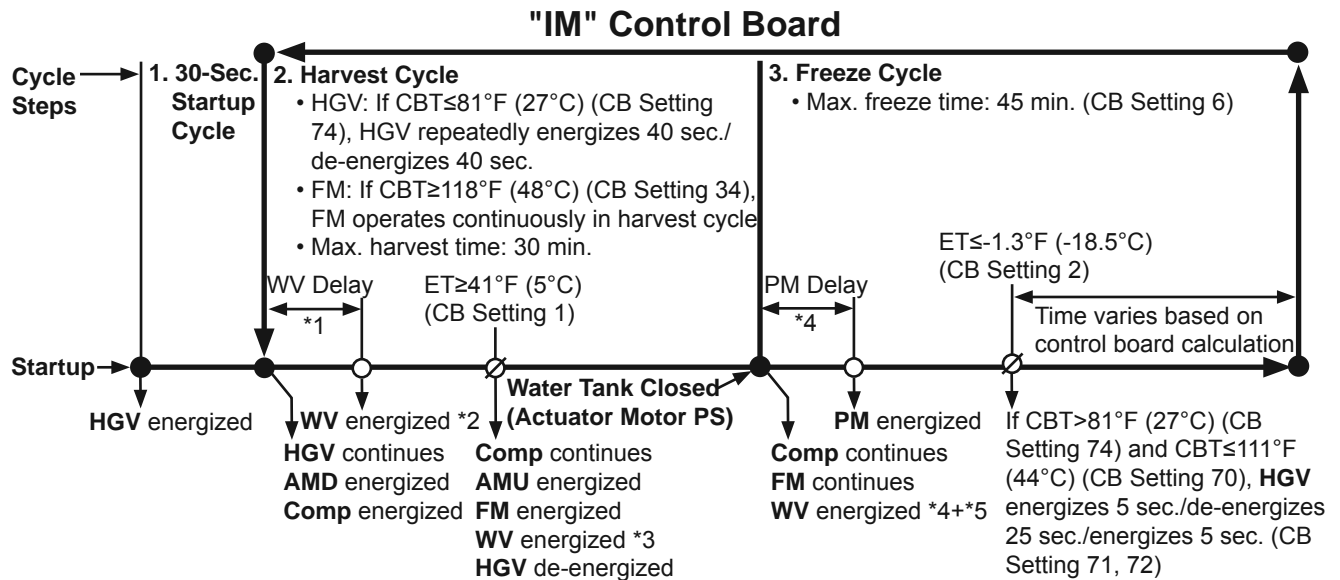 "IM" Control Board
Cycle
Steps
1. 30-Sec.
Startup
Cycle
2. Harvest Cycle
• HGV: If CBT≤81°F (27°C) (CB Setting
74), HGV repeatedly energizes 40 sec./
de-energizes 40 sec.
• FM: If CBT≥118°F (48°C) (CB Setting 34),
FM operates continuously in harvest cycle
• Max. harvest time: 30 min.
3. Freeze Cycle
• Max. freeze time: 45 min. (CB Setting 6)
WV Delay
*1
ET≥41°F (5°C)
(CB Setting 1)
PM Delay
*4
ET≤-1.3°F (-18.5°C)
(CB Setting 2)
Time varies based on
control board calculation
Startup
HGV energized
WV energized *2
HGV continues
AMD energized
Comp energized
Water Tank Closed
(Actuator Motor PS)
Comp continues
AMU energized
FM energized
WV energized *3
HGV de-energized
PM energized
Comp continues
FM continues
WV energized *4+*5
If CBT>81°F (27°C) (CB
Setting 74) and CBT≤111°F
(44°C) (CB Setting 70), HGV
energizes 5 sec./de-energizes
25 sec./energizes 5 sec. (CB
Setting 71, 72)